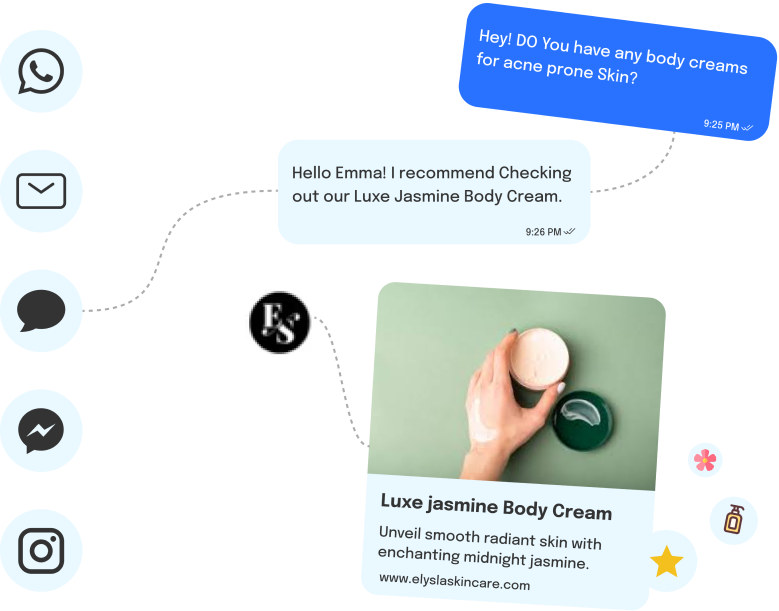 Hey! DO You have any body creams
for acne prone Skin?
9:25 PM
Hello Emma! I recommend Checking
out our Luxe Jasmine Body Cream.
9:26 PM
ES
Luxe jasmine Body Cream
Unveil smooth radiant skin with
enchanting midnight jasmine.
www.elyslaskincare.com